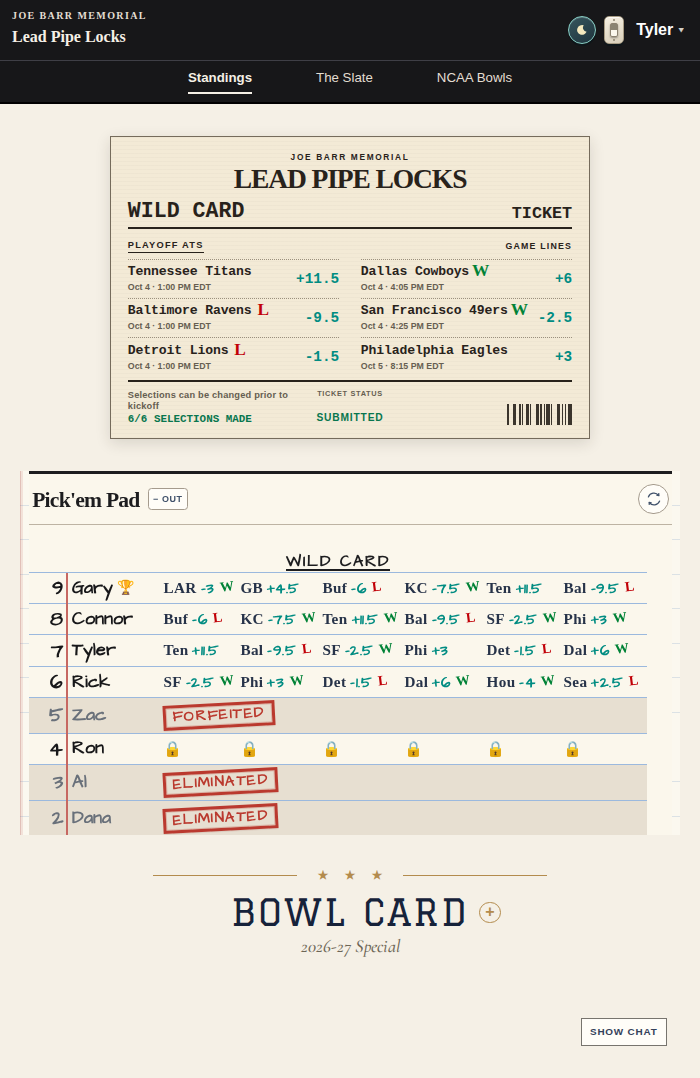 JOE BARR MEMORIAL
Lead Pipe Locks
Tyler ▾
Standings The Slate NCAA Bowls
JOE BARR MEMORIAL
LEAD PIPE LOCKS
WILD CARD TICKET
PLAYOFF ATS GAME LINES
Tennessee Titans +11.5 Dallas Cowboys W +6
Oct 4 · 1:00 PM EDT Oct 4 · 4:05 PM EDT
Baltimore Ravens L -9.5 San Francisco 49ers W -2.5
Oct 4 · 1:00 PM EDT Oct 4 · 4:25 PM EDT
Detroit Lions L -1.5 Philadelphia Eagles +3
Oct 4 · 1:00 PM EDT Oct 5 · 8:15 PM EDT
Selections can be changed prior to kickoff TICKET STATUS
6/6 SELECTIONS MADE SUBMITTED
Pick'em Pad – OUT
WILD CARD
9 Gary 🏆 LAR -3 W GB +4.5 Buf -6 L KC -7.5 W Ten +11.5 Bal -9.5 L
8 Connor Buf -6 L KC -7.5 W Ten +11.5 W Bal -9.5 L SF -2.5 W Phi +3 W
7 Tyler Ten +11.5 Bal -9.5 L SF -2.5 W Phi +3 Det -1.5 L Dal +6 W
6 Rick SF -2.5 W Phi +3 W Det -1.5 L Dal +6 W Hou -4 W Sea +2.5 L
5 Zac FORFEITED
4 Ron 🔒 🔒 🔒 🔒 🔒 🔒
3 Al ELIMINATED
2 Dana ELIMINATED
★ ★ ★
BOWL CARD +
2026-27 Special
SHOW CHAT